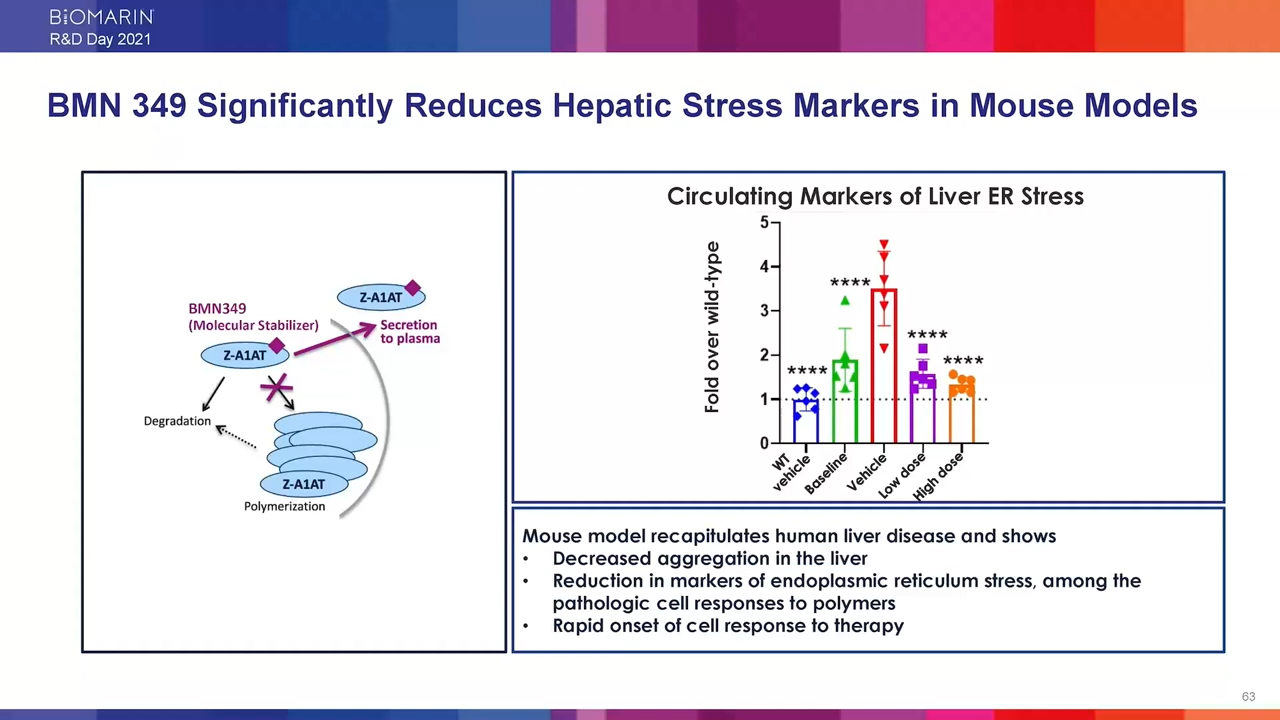 BIOMARIN
R&D Day 2021
BMN 349 Significantly Reduces Hepatic Stress Markers in Mouse Models
Z-A1AT
BMN349
(Molecular Stabilizer)
Secretion
to plasma
Z-A1AT
Degradation
Z-A1AT
Polymerization
Circulating Markers of Liver ER Stress
Fold over wild-type
5
4
3
2
1
0
****
****
****
****
WT
vehicle
Baseline
Vehicle
Low dose
High dose
Mouse model recapitulates human liver disease and shows
• Decreased aggregation in the liver
• Reduction in markers of endoplasmic reticulum stress, among the
pathologic cell responses to polymers
• Rapid onset of cell response to therapy
63